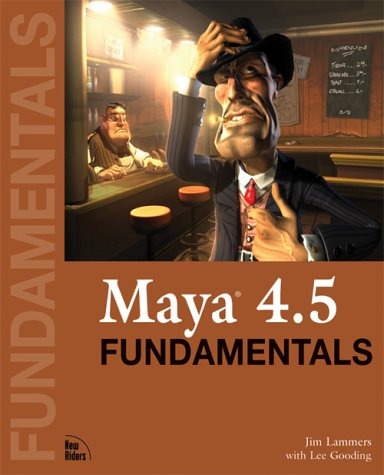 FUNDAMENTALS
Maya® 4.5
FUNDAMENTALS
Jim Lammers
with Lee Gooding
New
Riders